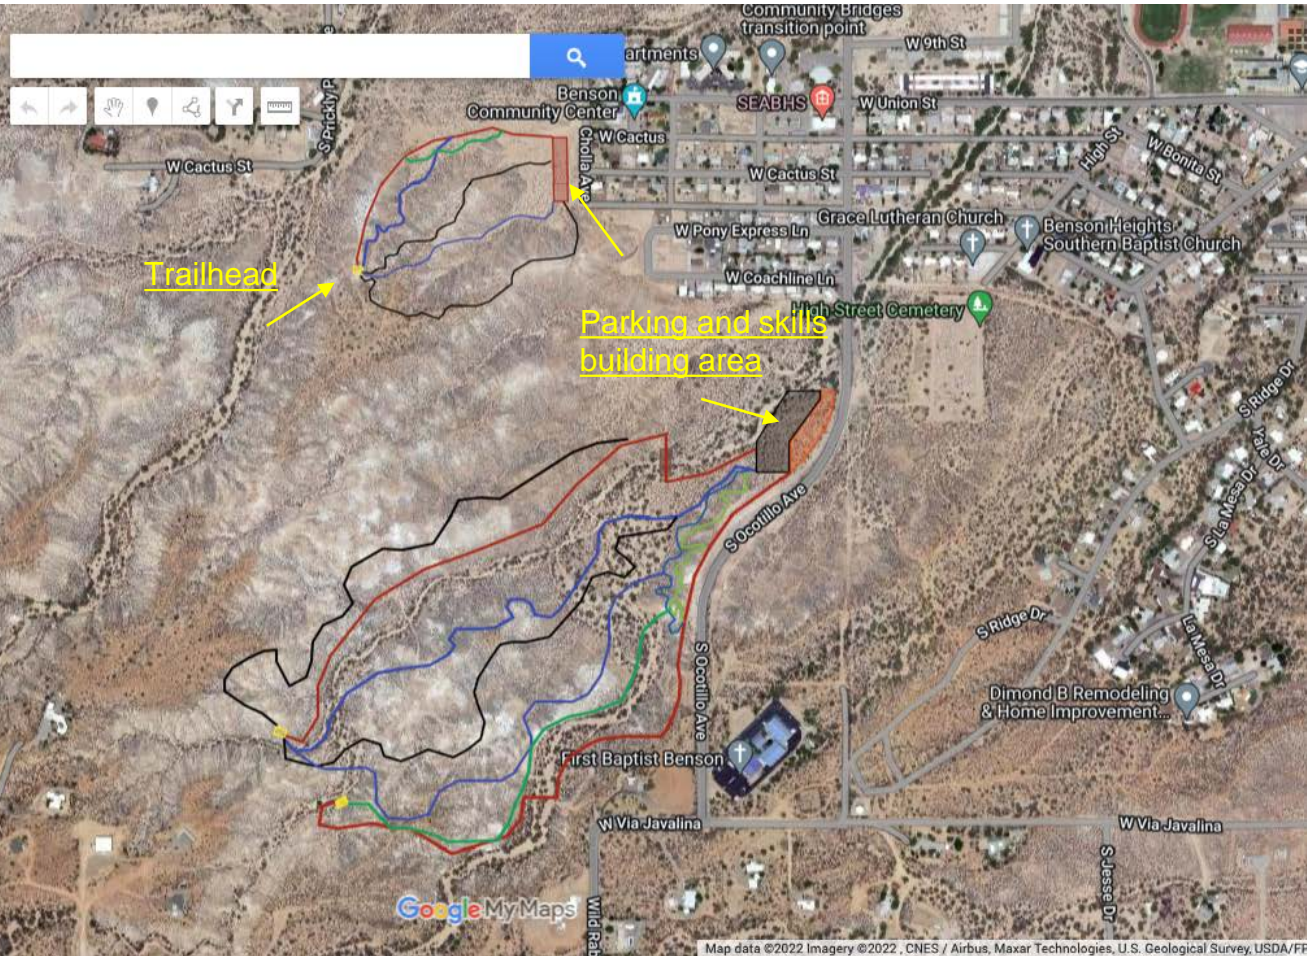 Community Bridges
transition point
W 9th St
artments
Benson
Community Center
SEABHS
W Union St
S Prickly P
e
W Cactus St
Cholla Ave
W Cactus
W Cactus St
High St
W Bonita St
Grace Lutheran Church
Benson Heights
Southern Baptist Church
W Pony Express Ln
W Coachline Ln
Trailhead
High Street Cemetery
Parking and skills
building area
S Ridge Dr
Yale Dr
S La Mesa Dr
S Ocotillo Ave
S Ridge Dr
La Mesa Dr
S Ocotillo Ave
Dimond B Remodeling
& Home Improvement...
First Baptist Benson
W Via Javalina
W Via Javalina
S Jesse Dr
Wild Rab
Google My Maps
Map data ©2022 Imagery ©2022 , CNES / Airbus, Maxar Technologies, U.S. Geological Survey, USDA/FP